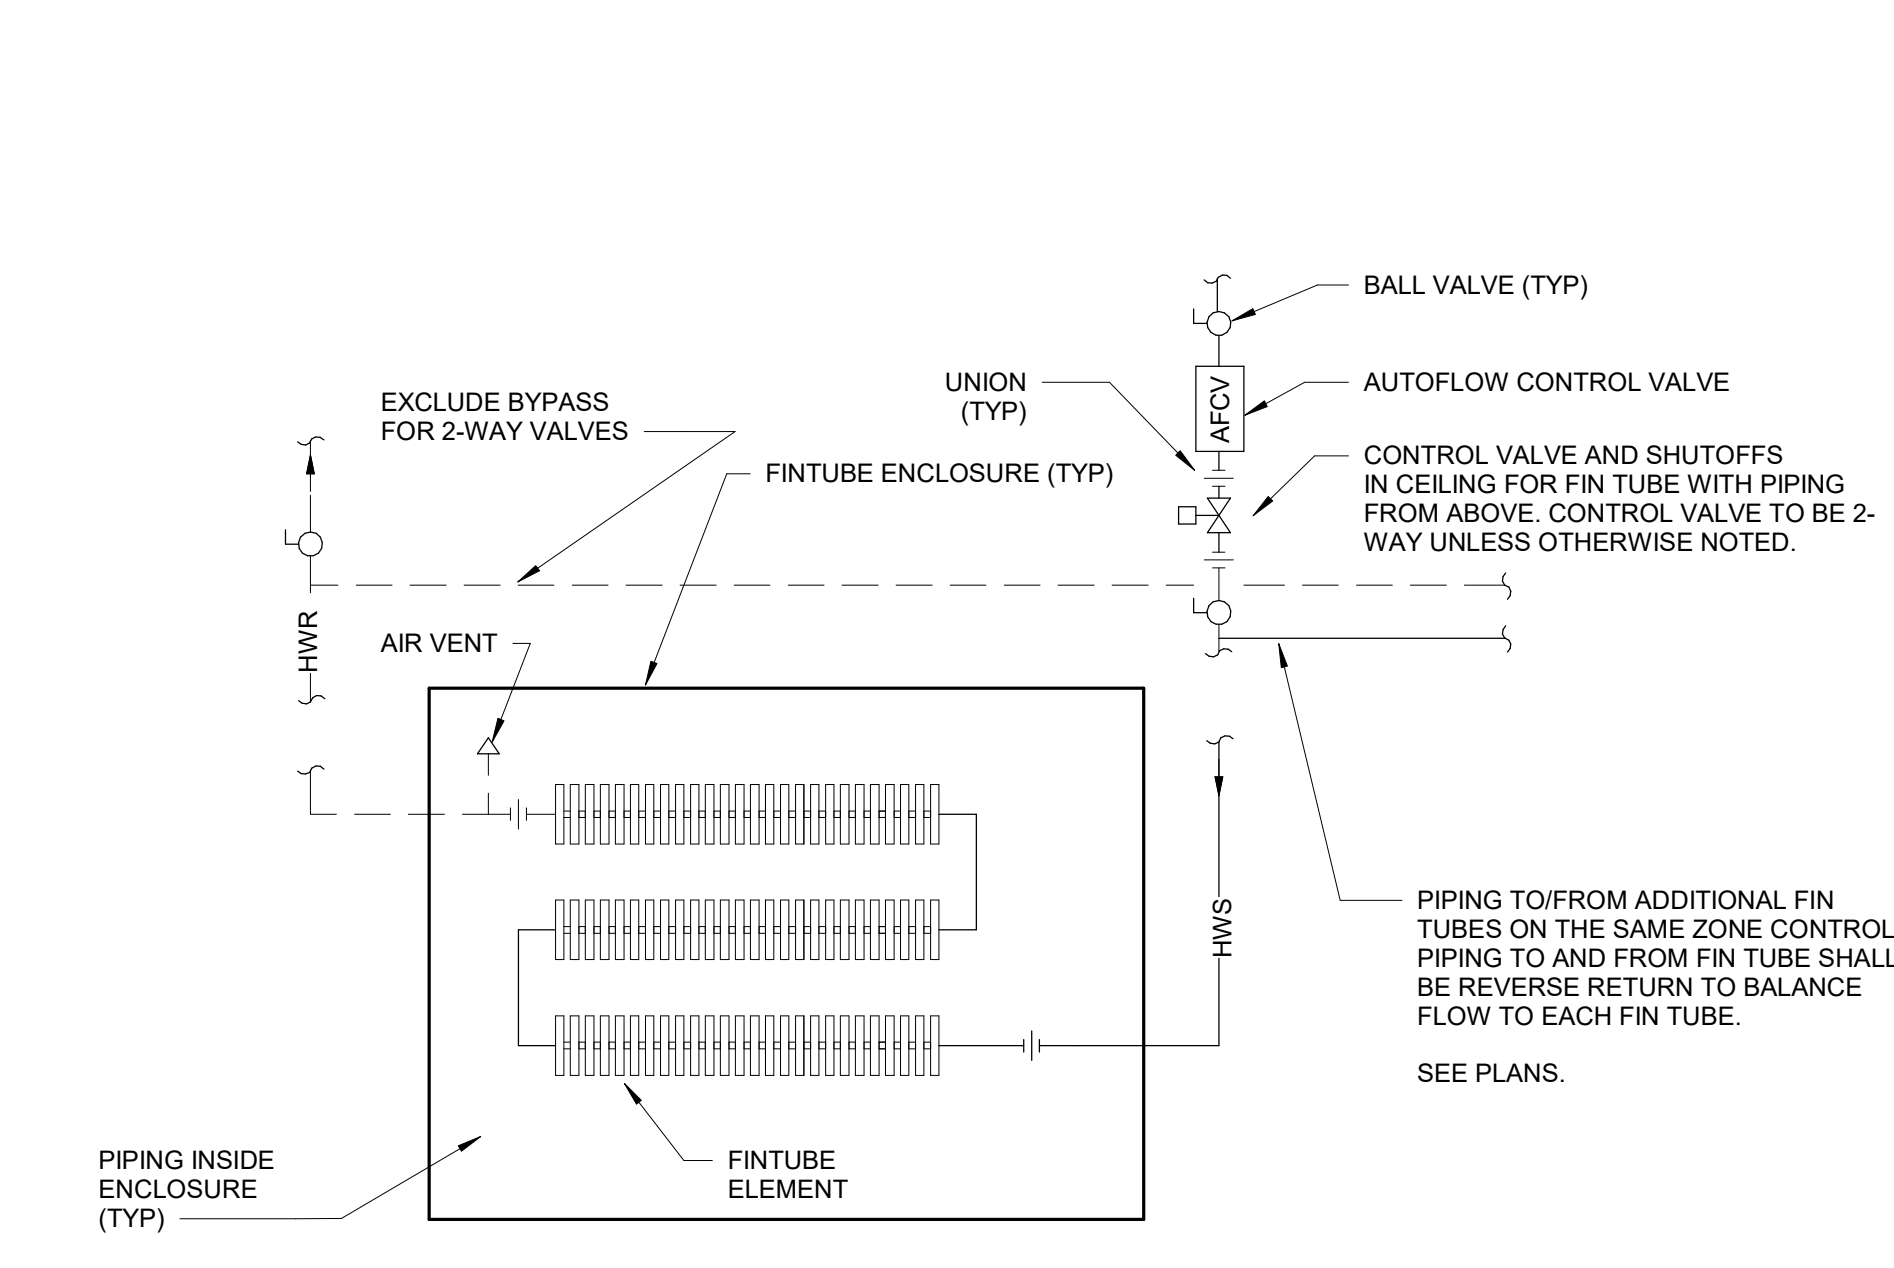 BALL VALVE (TYP)
UNION
(TYP)
AFCV
AUTOFLOW CONTROL VALVE
EXCLUDE BYPASS
FOR 2-WAY VALVES
FINTUBE ENCLOSURE (TYP)
CONTROL VALVE AND SHUTOFFS
IN CEILING FOR FIN TUBE WITH PIPING
FROM ABOVE. CONTROL VALVE TO BE 2-
WAY UNLESS OTHERWISE NOTED.
HWR
AIR VENT
HWS
PIPING TO/FROM ADDITIONAL FIN
TUBES ON THE SAME ZONE CONTROL
PIPING TO AND FROM FIN TUBE SHALL
BE REVERSE RETURN TO BALANCE
FLOW TO EACH FIN TUBE.
SEE PLANS.
PIPING INSIDE
ENCLOSURE
(TYP)
FINTUBE
ELEMENT